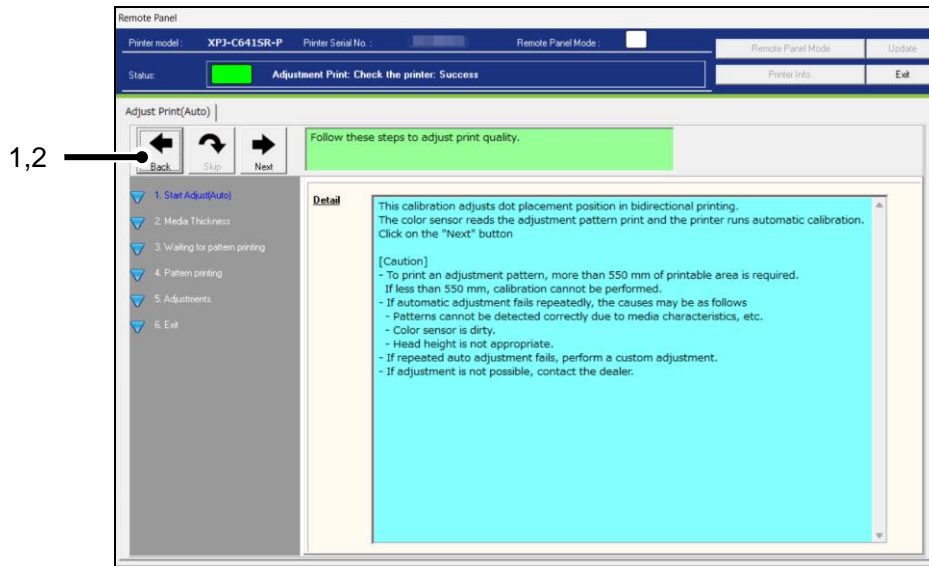 Remote Panel
Printer model : XPJ-C641SR-P Printer Serial No. : Remote Panel Mode :
Remote Panel Mode Update
Status: Adjustment Print: Check the printer: Success
Printer Info. Exit
Adjust Print(Auto)
Follow these steps to adjust print quality.
1,2
Back Skip Next
1. Start Adjust(Auto)
2. Media Thickness
3. Waiting for pattern printing
4. Pattern printing
5. Adjustments.
6. Exit
Detail
This calibration adjusts dot placement position in bidirectional printing.
The color sensor reads the adjustment pattern print and the printer runs automatic calibration.
Click on the "Next" button
[Caution]
- To print an adjustment pattern, more than 550 mm of printable area is required.
If less than 550 mm, calibration cannot be performed.
- If automatic adjustment fails repeatedly, the causes may be as follows
- Patterns cannot be detected correctly due to media characteristics, etc.
- Color sensor is dirty.
- Head height is not appropriate.
- If repeated auto adjustment fails, perform a custom adjustment.
- If adjustment is not possible, contact the dealer.